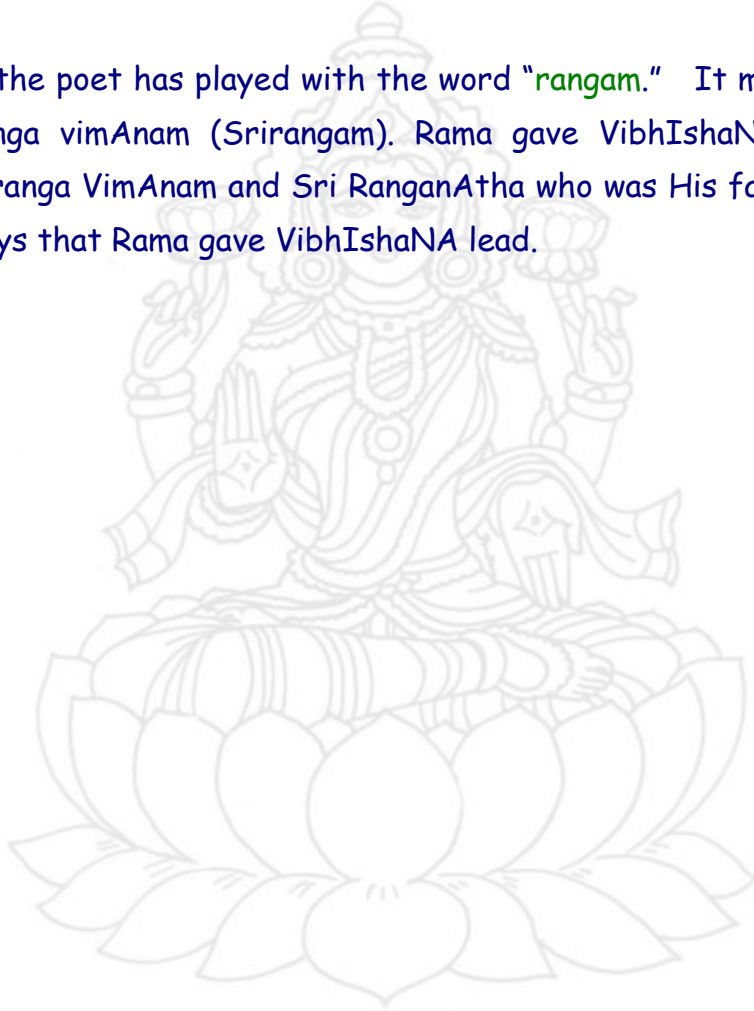 the poet has played with the word “rangam.” It m
nga vimAnam (Srirangam). Rama gave VibhIshaN
ranga VimAnam and Sri RanganAtha who was His fa
ys that Rama gave VibhIshaNA lead.